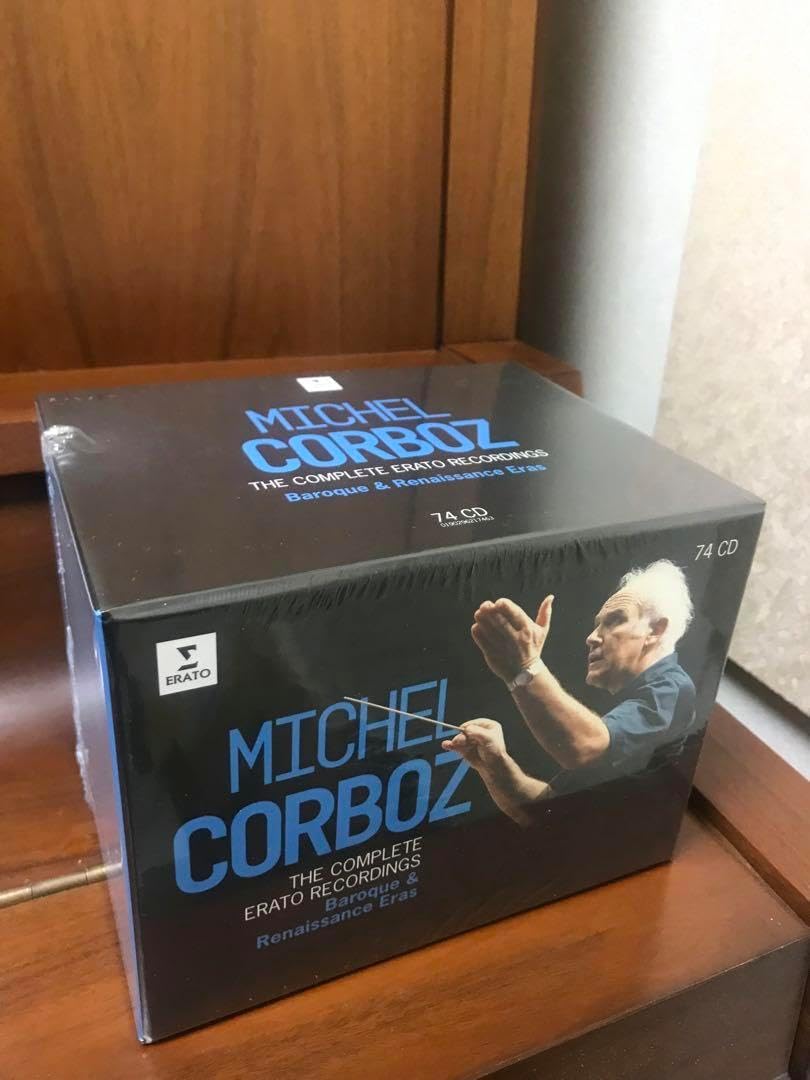 MICHEL
CORBOZ
THE COMPLETE ERATO RECORDINGS
Baroque & Renaissance Eras
74 CD
0190296217463
74 CD
ERATO
MICHEL
CORBOZ
THE COMPLETE
ERATO RECORDINGS
Baroque &
Renaissance Eras